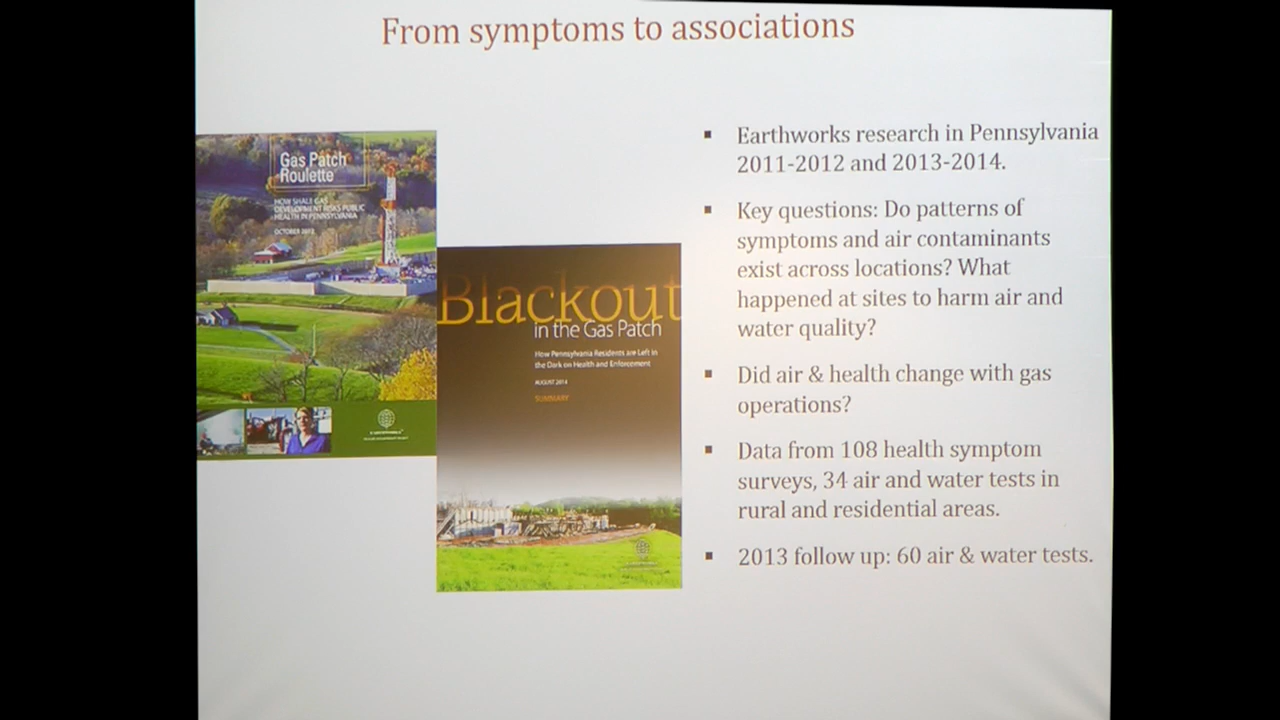 From symptoms to associations
Gas Patch
Roulette
HOW SHALE GAS
DEVELOPMENT RISKS PUBLIC
HEALTH IN PENNSYLVANIA
OCTOBER 2012
Blackout
in the Gas Patch
How Pennsylvania Residents are Left in
the Dark on Health and Enforcement
AUGUST 2014
SUMMARY
▪ Earthworks research in Pennsylvania
2011-2012 and 2013-2014.
▪ Key questions: Do patterns of
symptoms and air contaminants
exist across locations? What
happened at sites to harm air and
water quality?
▪ Did air & health change with gas
operations?
▪ Data from 108 health symptom
surveys, 34 air and water tests in
rural and residential areas.
▪ 2013 follow up: 60 air & water tests.